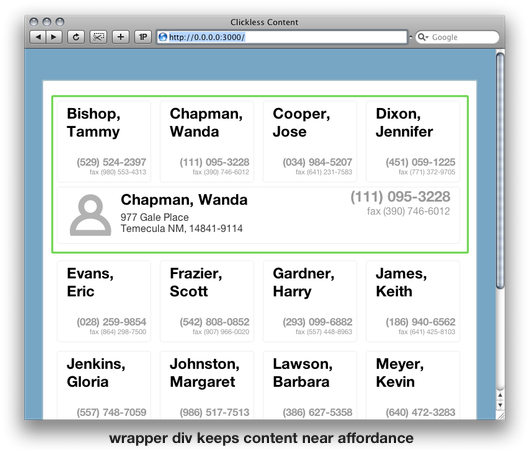 Clickless Content
1P
http://0.0.0.0:3000/
Google
Bishop,
Tammy
(529) 524-2397
fax (980) 553-4313
Chapman,
Wanda
(111) 095-3228
fax (390) 746-6012
Cooper,
Jose
(034) 984-5207
fax (641) 231-7583
Dixon,
Jennifer
(451) 059-1225
fax (771) 372-9705
Chapman, Wanda
977 Gale Place
Temecula NM, 14841-9114
(111) 095-3228
fax (390) 746-6012
Evans,
Eric
(028) 259-9854
fax (864) 298-7500
Frazier,
Scott
(542) 808-0852
fax (907) 966-0020
Gardner,
Harry
(293) 099-6882
fax (557) 448-8963
James,
Keith
(186) 940-6562
fax (641) 425-8103
Jenkins,
Gloria
(557) 748-7059
Johnston,
Margaret
(986) 517-7513
Lawson,
Barbara
(386) 627-5358
Meyer,
Kevin
(640) 472-3283
wrapper div keeps content near affordance